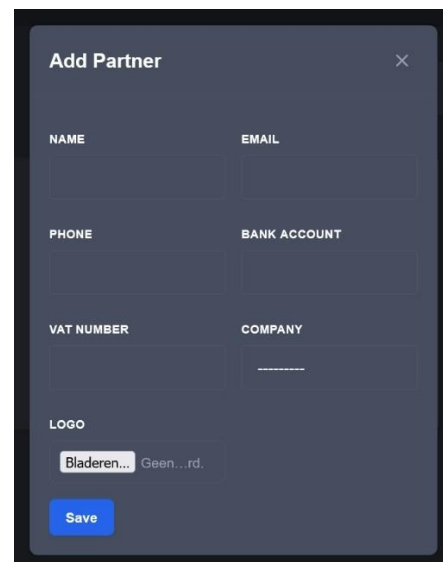 Add Partner
NAME EMAIL
PHONE BANK ACCOUNT
VAT NUMBER COMPANY
---------
LOGO
Bladeren... Geen...rd.
Save